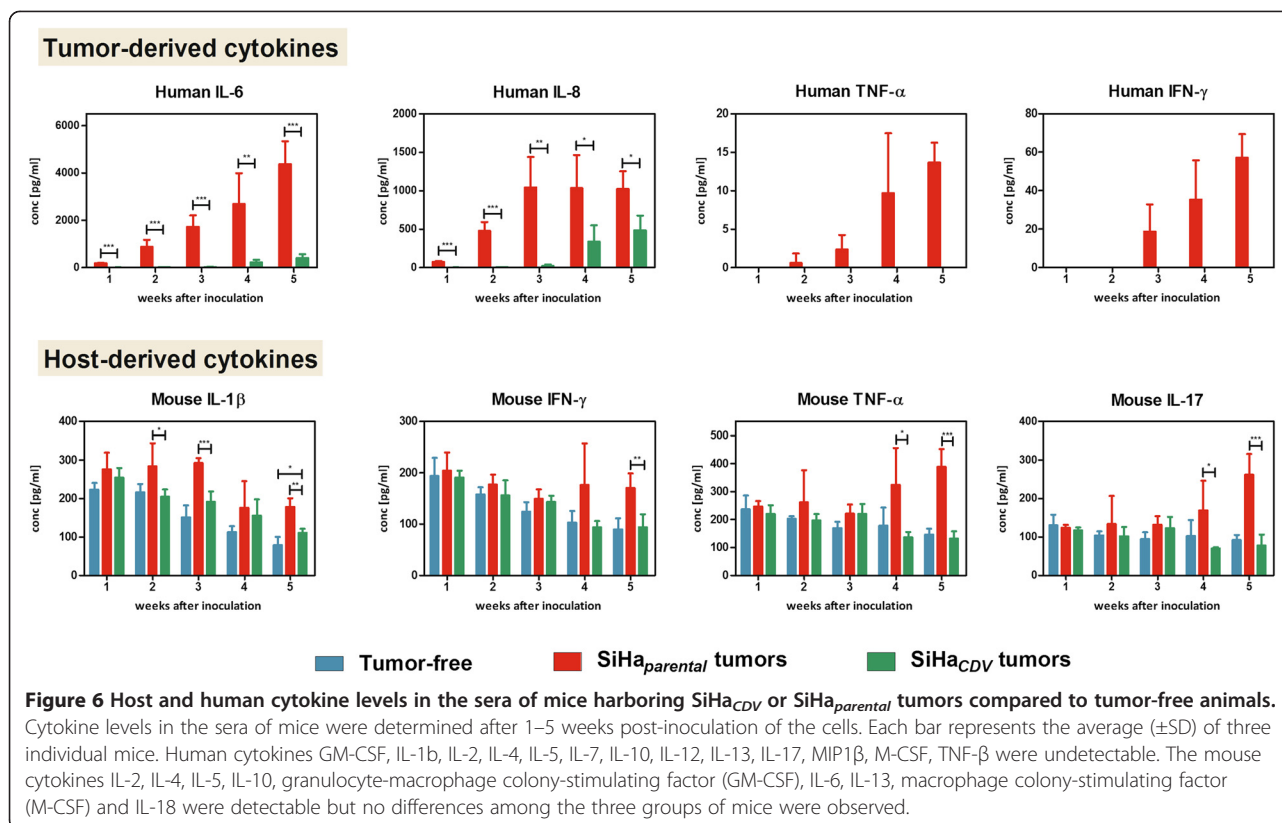 Tumor-derived cytokines
Human IL-6
conc [pg/ml]
6000
4000
2000
0
*** *** *** ** ***
1 2 3 4 5
weeks after inoculation
Human IL-8
conc [pg/ml]
2000
1500
1000
500
0
*** *** ** * *
1 2 3 4 5
weeks after inoculation
Human TNF-α
conc [pg/ml]
20
15
10
5
0
1 2 3 4 5
weeks after inoculation
Human IFN-γ
conc [pg/ml]
80
60
40
20
0
1 2 3 4 5
weeks after inoculation
Host-derived cytokines
Mouse IL-1β
conc [pg/ml]
400
300
200
100
0
* *** * **
1 2 3 4 5
weeks after inoculation
Mouse IFN-γ
conc [pg/ml]
300
200
100
0
**
1 2 3 4 5
weeks after inoculation
Mouse TNF-α
conc [pg/ml]
500
400
300
200
100
0
* ***
1 2 3 4 5
weeks after inoculation
Mouse IL-17
conc [pg/ml]
400
300
200
100
0
* ***
1 2 3 4 5
weeks after inoculation
Tumor-free SiHaparental tumors SiHaCDV tumors
Figure 6 Host and human cytokine levels in the sera of mice harboring SiHaCDV or SiHaparental tumors compared to tumor-free animals.
Cytokine levels in the sera of mice were determined after 1–5 weeks post-inoculation of the cells. Each bar represents the average (±SD) of three
individual mice. Human cytokines GM-CSF, IL-1b, IL-2, IL-4, IL-5, IL-7, IL-10, IL-12, IL-13, IL-17, MIP1β, M-CSF, TNF-β were undetectable. The mouse
cytokines IL-2, IL-4, IL-5, IL-10, granulocyte-macrophage colony-stimulating factor (GM-CSF), IL-6, IL-13, macrophage colony-stimulating factor
(M-CSF) and IL-18 were detectable but no differences among the three groups of mice were observed.